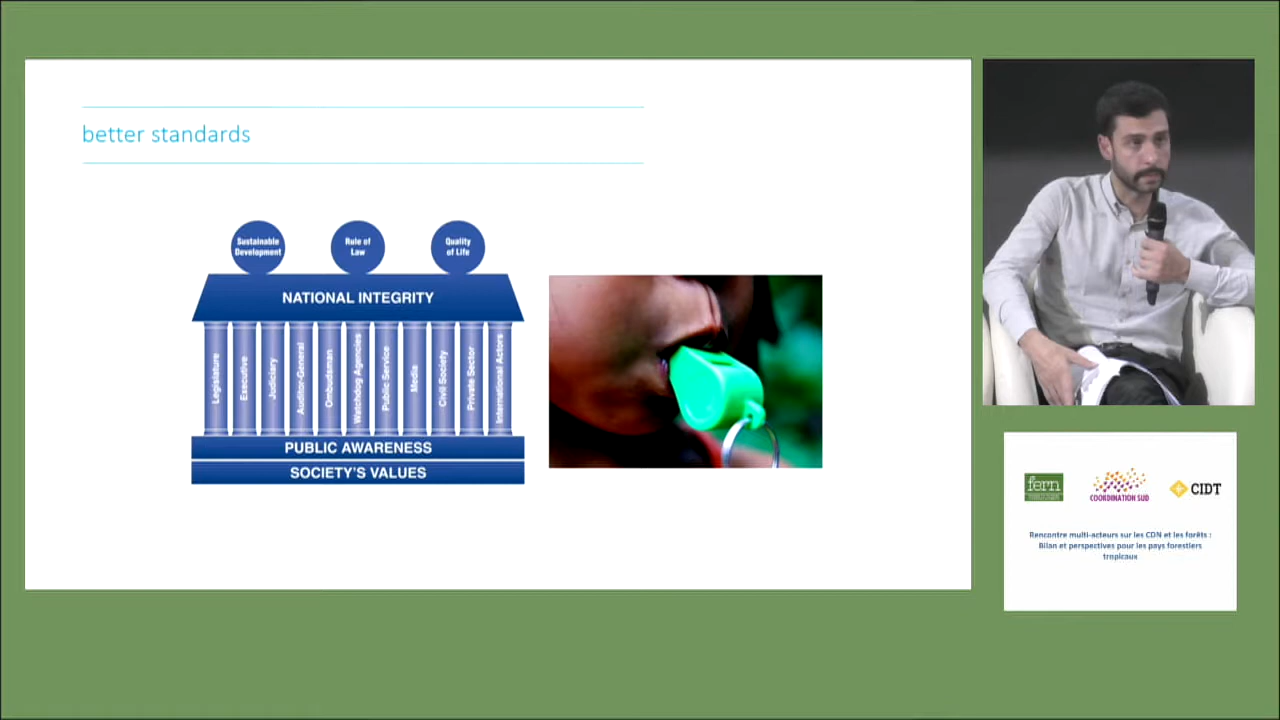 better standards
Sustainable
Development
Rule of
Law
Quality
of Life
NATIONAL INTEGRITY
Legislature
Executive
Judiciary
Auditor-General
Ombudsman
Watchdog Agencies
Public Service
Media
Civil Society
Private Sector
International Actors
PUBLIC AWARENESS
SOCIETY'S VALUES
fern
COORDINATION SUD
CIDT
Rencontre multi-acteurs sur les CDN et les forêts :
Bilan et perspectives pour les pays forestiers
tropicaux